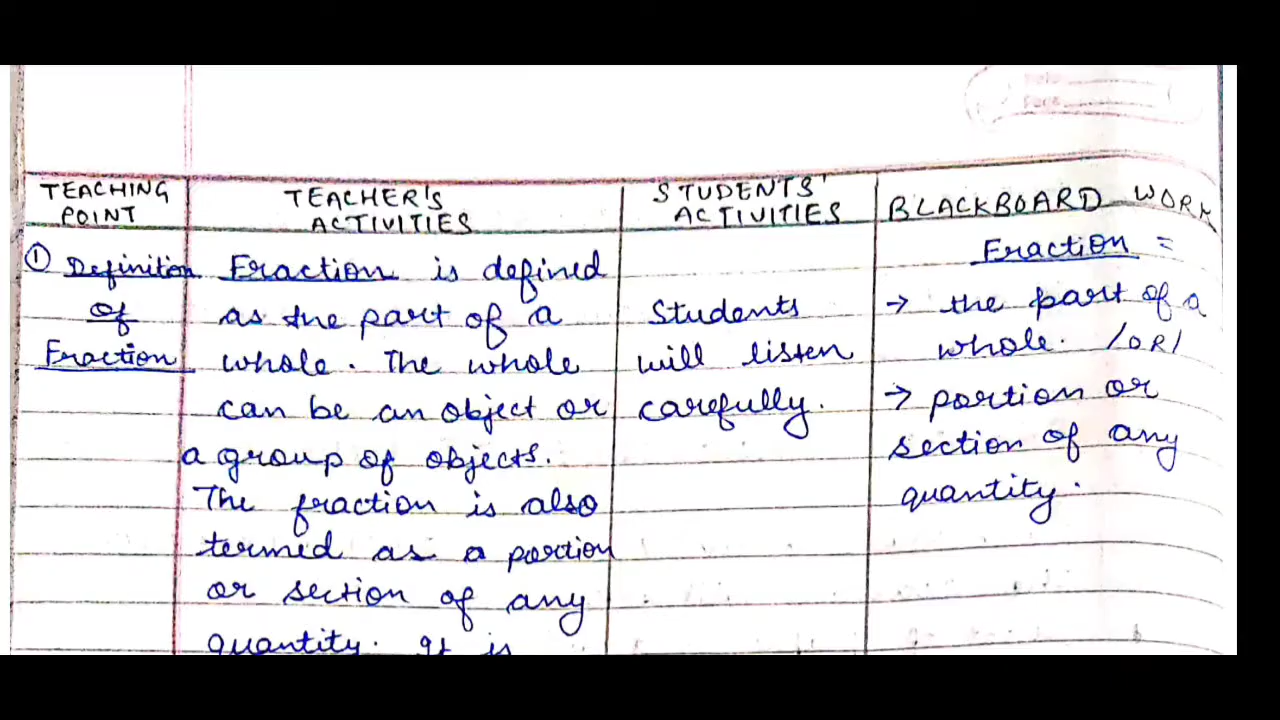 TEACHING
POINT
TEACHER'S
ACTIVITIES
STUDENTS'
ACTIVITIES
BLACKBOARD WORK
① Definition
of
Fraction
Fraction is defined
as the part of a
whole. The whole
can be an object or
a group of objects.
The fraction is also
termed as a portion
or section of any
quantity. It is
Students
will listen
carefully.
Fraction =
→ the part of a
whole. /OR/
→ portion or
section of any
quantity.